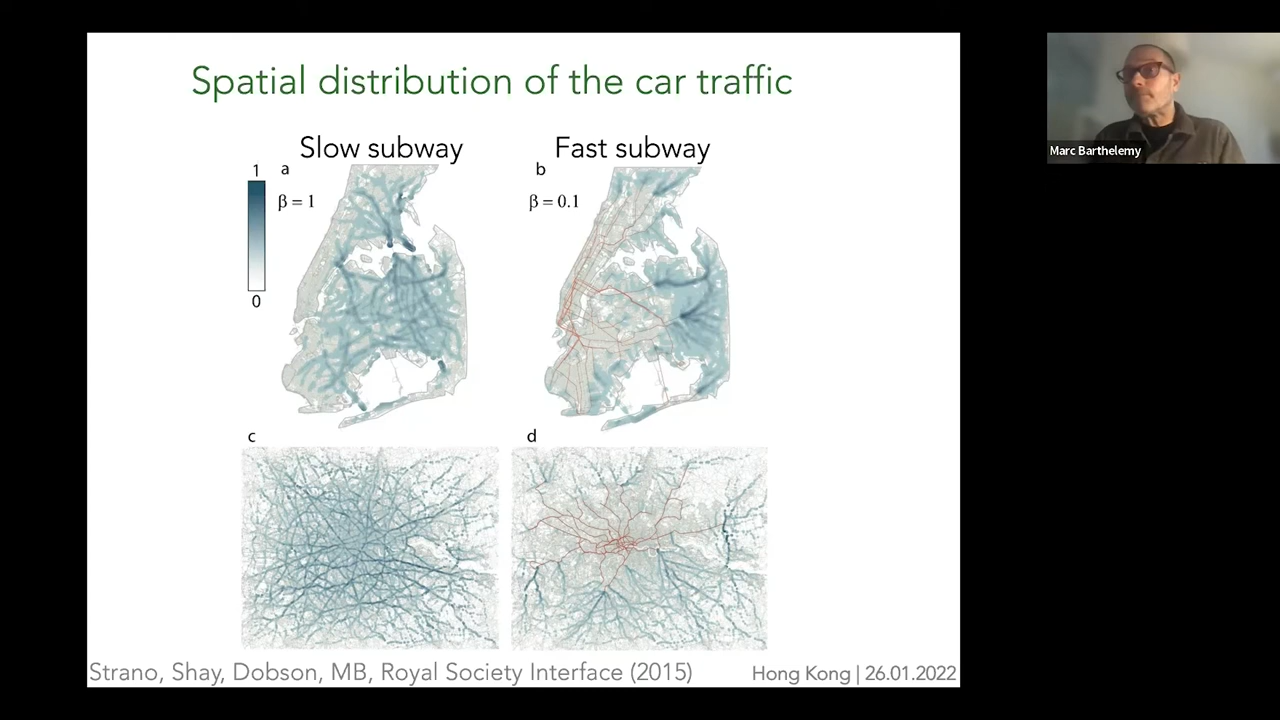 Spatial distribution of the car traffic
Slow subway
Fast subway
1
a
b
β = 1
β = 0.1
0
c
d
Strano, Shay, Dobson, MB, Royal Society Interface (2015)
Hong Kong | 26.01.2022
Marc Barthelemy